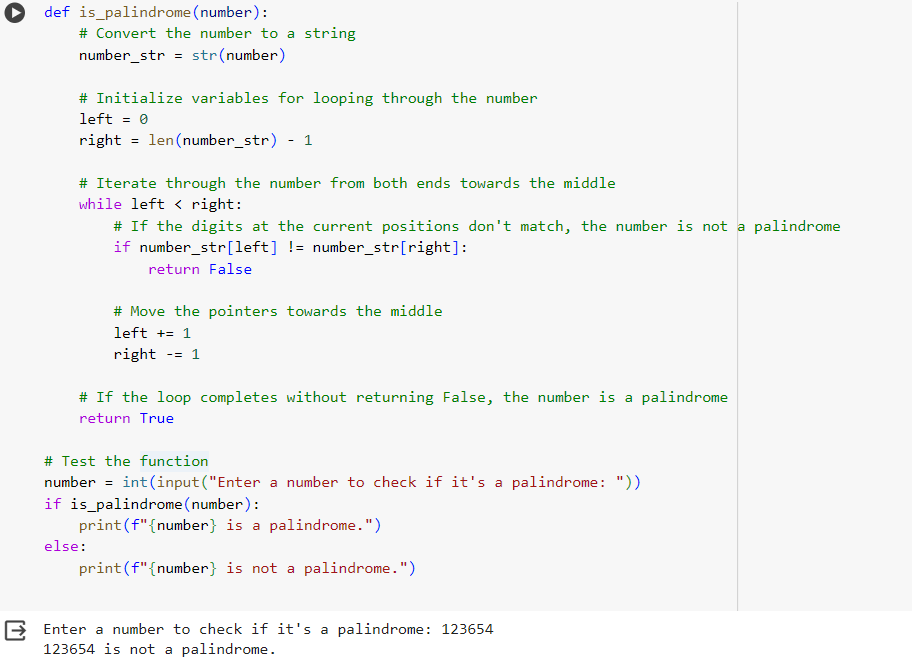 def is_palindrome(number):
    # Convert the number to a string
    number_str = str(number)

    # Initialize variables for looping through the number
    left = 0
    right = len(number_str) - 1

    # Iterate through the number from both ends towards the middle
    while left < right:
        # If the digits at the current positions don't match, the number is not a palindrome
        if number_str[left] != number_str[right]:
            return False

        # Move the pointers towards the middle
        left += 1
        right -= 1

    # If the loop completes without returning False, the number is a palindrome
    return True

# Test the function
number = int(input("Enter a number to check if it's a palindrome: "))
if is_palindrome(number):
    print(f"{number} is a palindrome.")
else:
    print(f"{number} is not a palindrome.")

Enter a number to check if it's a palindrome: 123654
123654 is not a palindrome.